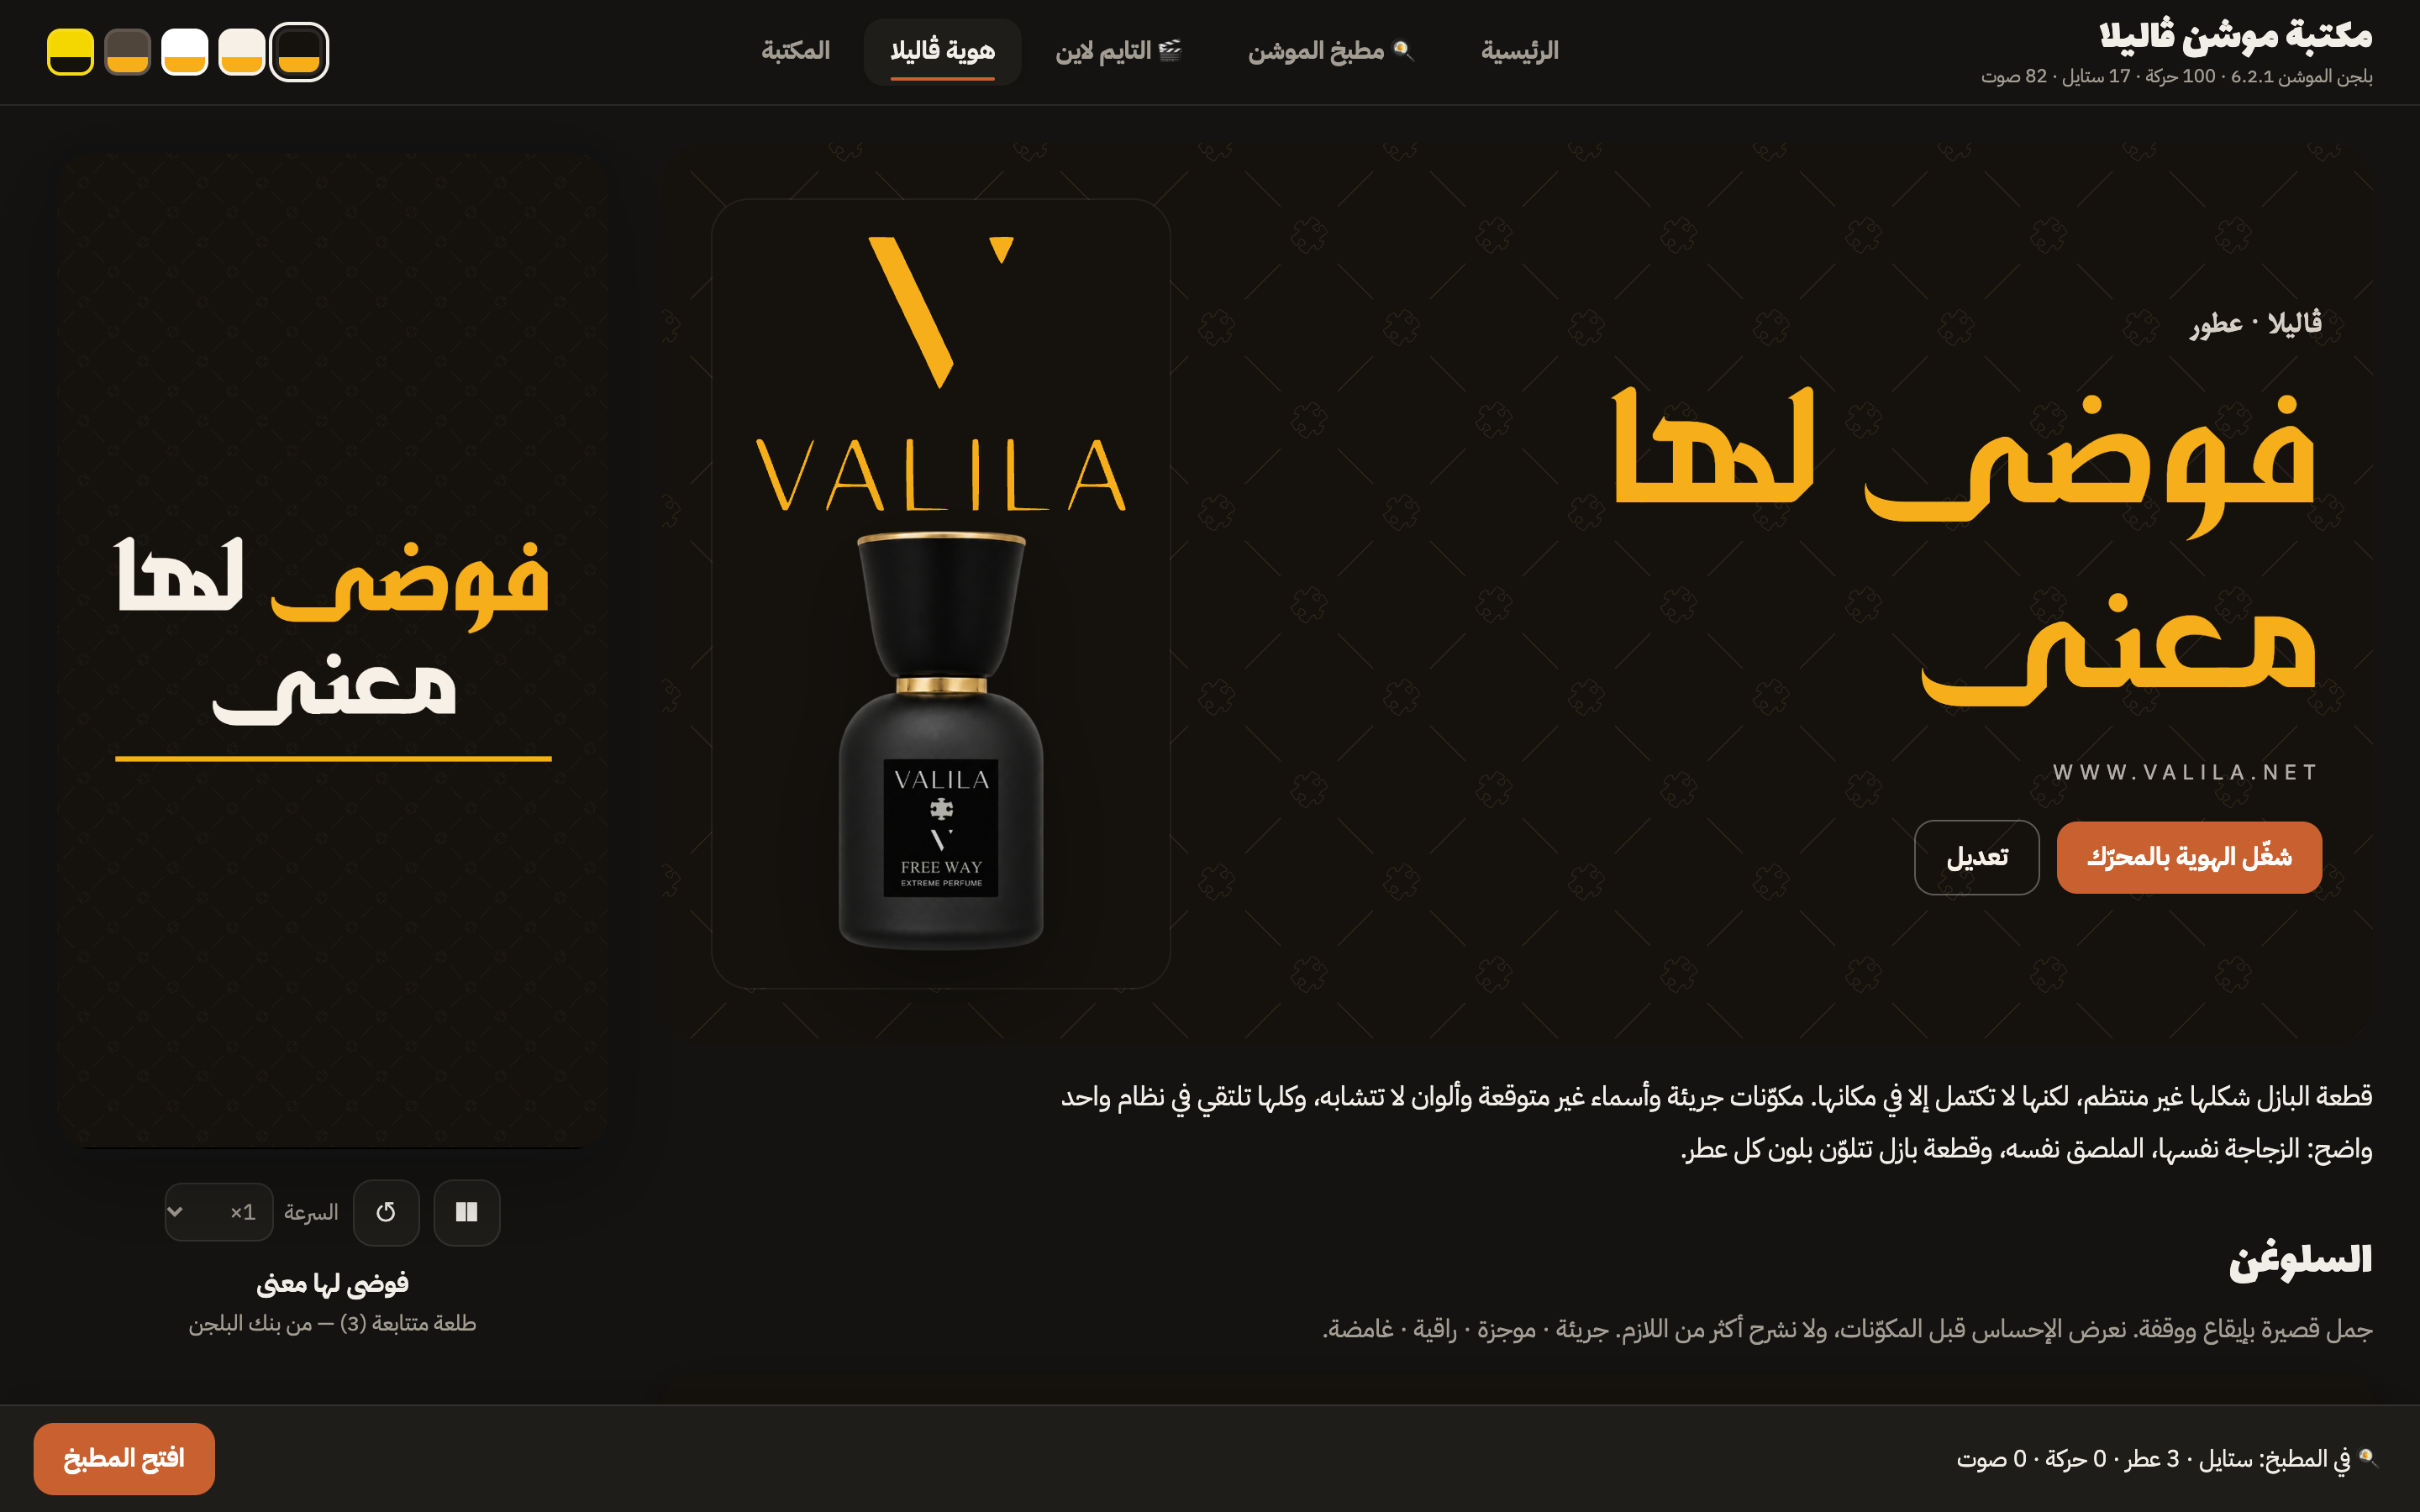 مكتبة موشن ڤاليلا
بلجن الموشن 6.2.1 · 100 حركة · 17 ستايل · 82 صوت
الرئيسية
مطبخ الموشن
التايم لاين
هوية ڤاليلا
المكتبة
ڤاليلا · عطور
فوضى لها
معنى
WWW.VALILA.NET
شغّل الهوية بالمحرّك
تعديل
VALILA
VALILA
FREE WAY
EXTREME PERFUME
فوضى لها
معنى
قطعة البازل شكلها غير منتظم، لكنها لا تكتمل إلا في مكانها. مكوّنات جريئة وأسماء غير متوقعة وألوان لا تتشابه، وكلها تلتقي في نظام واحد
واضح: الزجاجة نفسها، الملصق نفسه، وقطعة بازل تتلوّن بلون كل عطر.
السلوغن
جمل قصيرة بإيقاع ووقفة. نعرض الإحساس قبل المكوّنات، ولا نشرح أكثر من اللازم. جريئة · موجزة · راقية · غامضة.
السرعة
×1
فوضى لها معنى
طلعة متتابعة (3) — من بنك البلجن
في المطبخ: ستايل · 3 عطر · 0 حركة · 0 صوت
افتح المطبخ